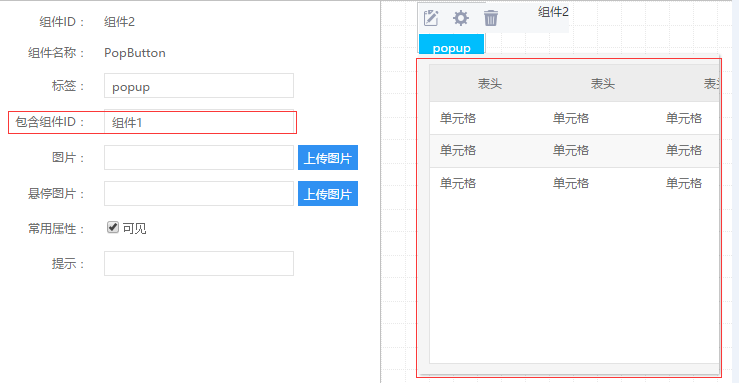 组件ID： 组件2
组件名称： PopButton
标签： popup
包含组件ID： 组件1
图片： 上传图片
悬停图片： 上传图片
常用属性： 可见
提示：
组件2
popup
表头 表头 表
单元格 单元格 单元格
单元格 单元格 单元格
单元格 单元格 单元格